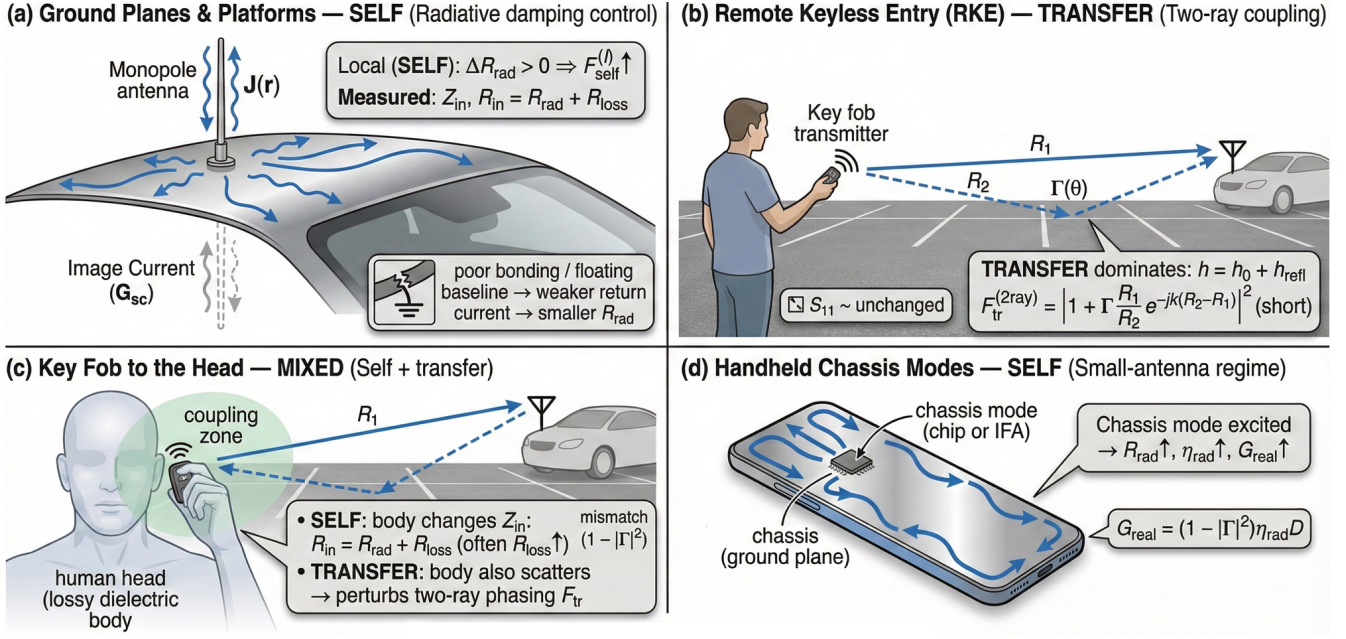 (a) Ground Planes & Platforms — SELF (Radiative damping control)
Monopole
antenna
J(r)
Local (SELF): ΔR_rad > 0 ⇒ F_self^(l) ↑
Measured: Z_in, R_in = R_rad + R_loss
Image Current
(G_sc)
poor bonding / floating
baseline → weaker return
current → smaller R_rad
(b) Remote Keyless Entry (RKE) — TRANSFER (Two-ray coupling)
Key fob
transmitter
R_1
R_2
Γ(θ)
S_11 ~ unchanged
TRANSFER dominates: h = h_0 + h_refl
F_tr^(2ray) = |1 + Γ R_1/R_2 e^{-jk(R_2–R_1)}|^2 (short)
(c) Key Fob to the Head — MIXED (Self + transfer)
coupling
zone
R_1
human head
(lossy dielectric
body
• SELF: body changes Z_in: mismatch
R_in = R_rad + R_loss (often R_loss↑) (1 – |Γ|^2)
• TRANSFER: body also scatters
→ perturbs two-ray phasing F_tr
(d) Handheld Chassis Modes — SELF (Small-antenna regime)
chassis mode
(chip or IFA)
chassis
(ground plane)
Chassis mode excited
→ R_rad↑, η_rad↑, G_real↑
G_real = (1 – |Γ|^2)η_rad D